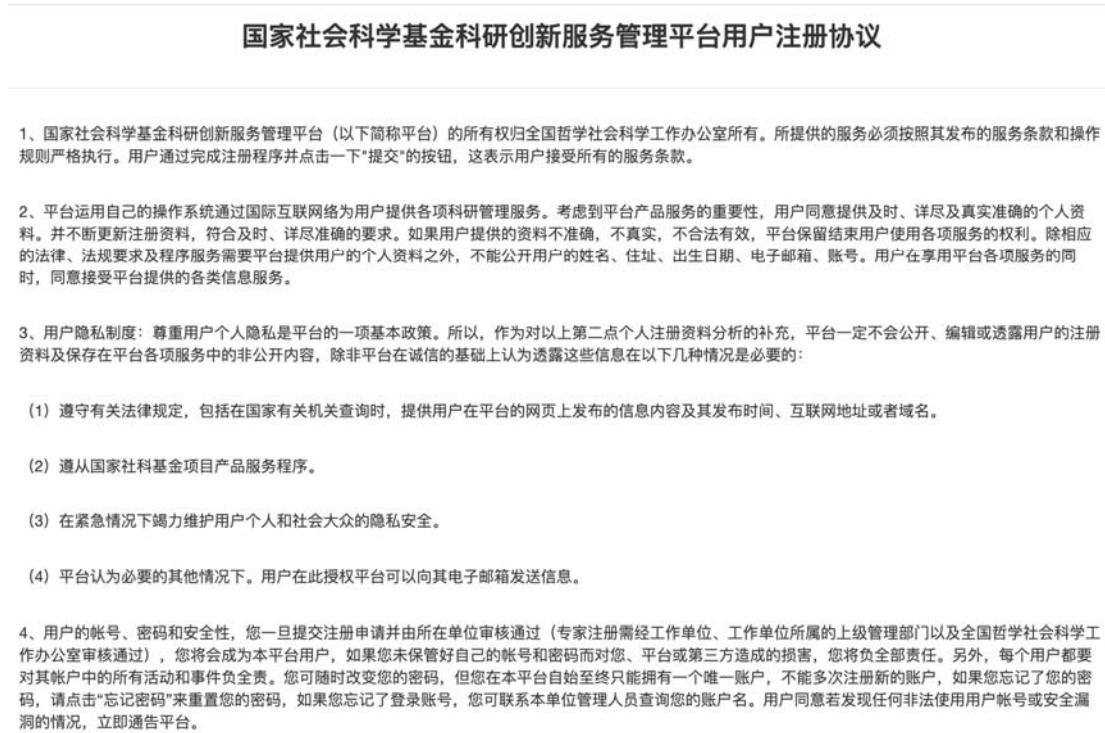 国家社会科学基金科研创新服务管理平台用户注册协议
1、国家社会科学基金科研创新服务管理平台（以下简称平台）的所有权归全国哲学社会科学工作办公室所有。所提供的服务必须按照其发布的服务条款和操作
规则严格执行。用户通过完成注册程序并点击一下"提交"的按钮，这表示用户接受所有的服务条款。
2、平台运用自己的操作系统通过国际互联网络为用户提供各项科研管理服务。考虑到平台产品服务的重要性，用户同意提供及时、详尽及真实准确的个人资
料。并不断更新注册资料，符合及时、详尽准确的要求。如果用户提供的资料不准确，不真实，不合法有效，平台保留结束用户使用各项服务的权利。除相应
的法律、法规要求及程序服务需要平台提供用户的个人资料之外，不能公开用户的姓名、住址、出生日期、电子邮箱、账号。用户在享用平台各项服务的同
时，同意接受平台提供的各类信息服务。
3、用户隐私制度：尊重用户个人隐私是平台的一项基本政策。所以，作为对以上第二点个人注册资料分析的补充，平台一定不会公开、编辑或透露用户的注册
资料及保存在平台各项服务中的非公开内容，除非平台在诚信的基础上认为透露这些信息在以下几种情况是必要的：
（1）遵守有关法律规定，包括在国家有关机关查询时，提供用户在平台的网页上发布的信息内容及其发布时间、互联网地址或者域名。
（2）遵从国家社科基金项目产品服务程序。
（3）在紧急情况下竭力维护用户个人和社会大众的隐私安全。
（4）平台认为必要的其他情况下。用户在此授权平台可以向其电子邮箱发送信息。
4、用户的帐号、密码和安全性，您一旦提交注册申请并由所在单位审核通过（专家注册需经工作单位、工作单位所属的上级管理部门以及全国哲学社会科学工
作办公室审核通过），您将会成为本平台用户，如果您未保管好自己的帐号和密码而对您、平台或第三方造成的损害，您将负全部责任。另外，每个用户都要
对其帐户中的所有活动和事件负全责。您可随时改变您的密码，但您在本平台自始至终只能拥有一个唯一账户，不能多次注册新的账户，如果您忘记了您的密
码，请点击“忘记密码”来重置您的密码，如果您忘记了登录账号，您可联系本单位管理人员查询您的账户名。用户同意若发现任何非法使用用户帐号或安全漏
洞的情况，立即通告平台。